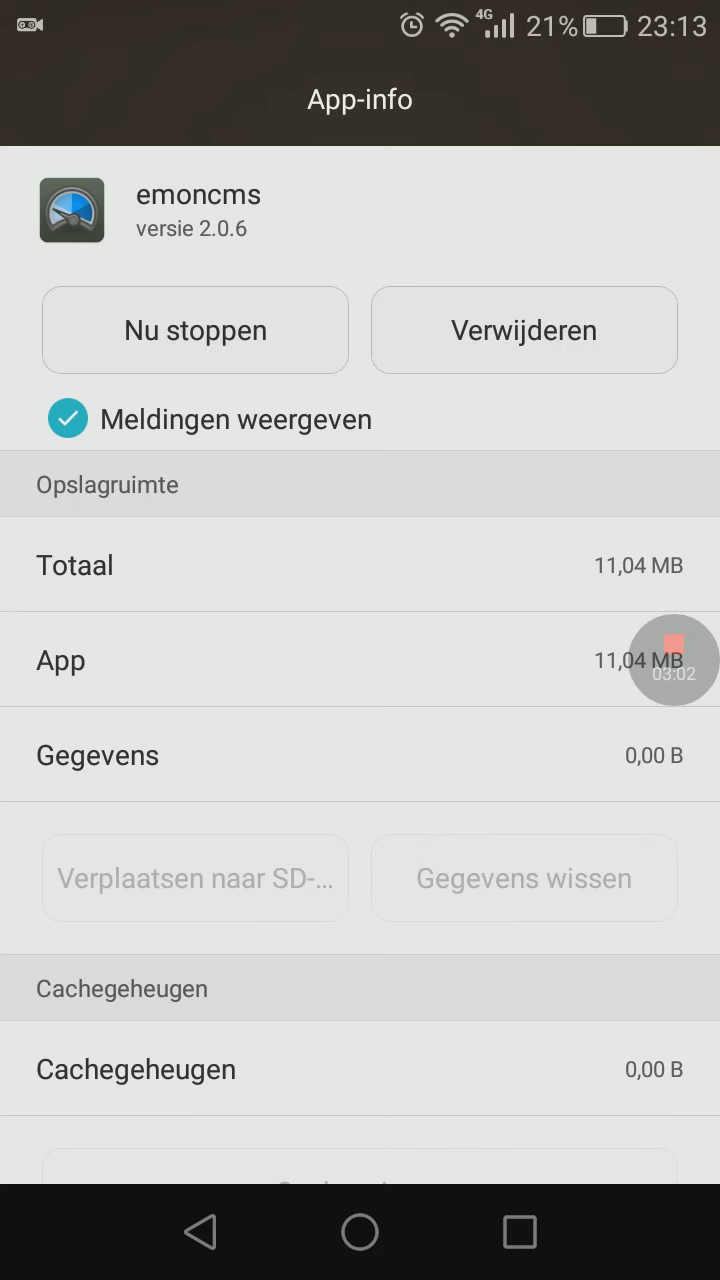 4G 21% 23:13
App-info
emoncms
versie 2.0.6
Nu stoppen Verwijderen
Meldingen weergeven
Opslagruimte
Totaal 11,04 MB
App 11,04 MB
03:02
Gegevens 0,00 B
Verplaatsen naar SD-... Gegevens wissen
Cachegeheugen
Cachegeheugen 0,00 B